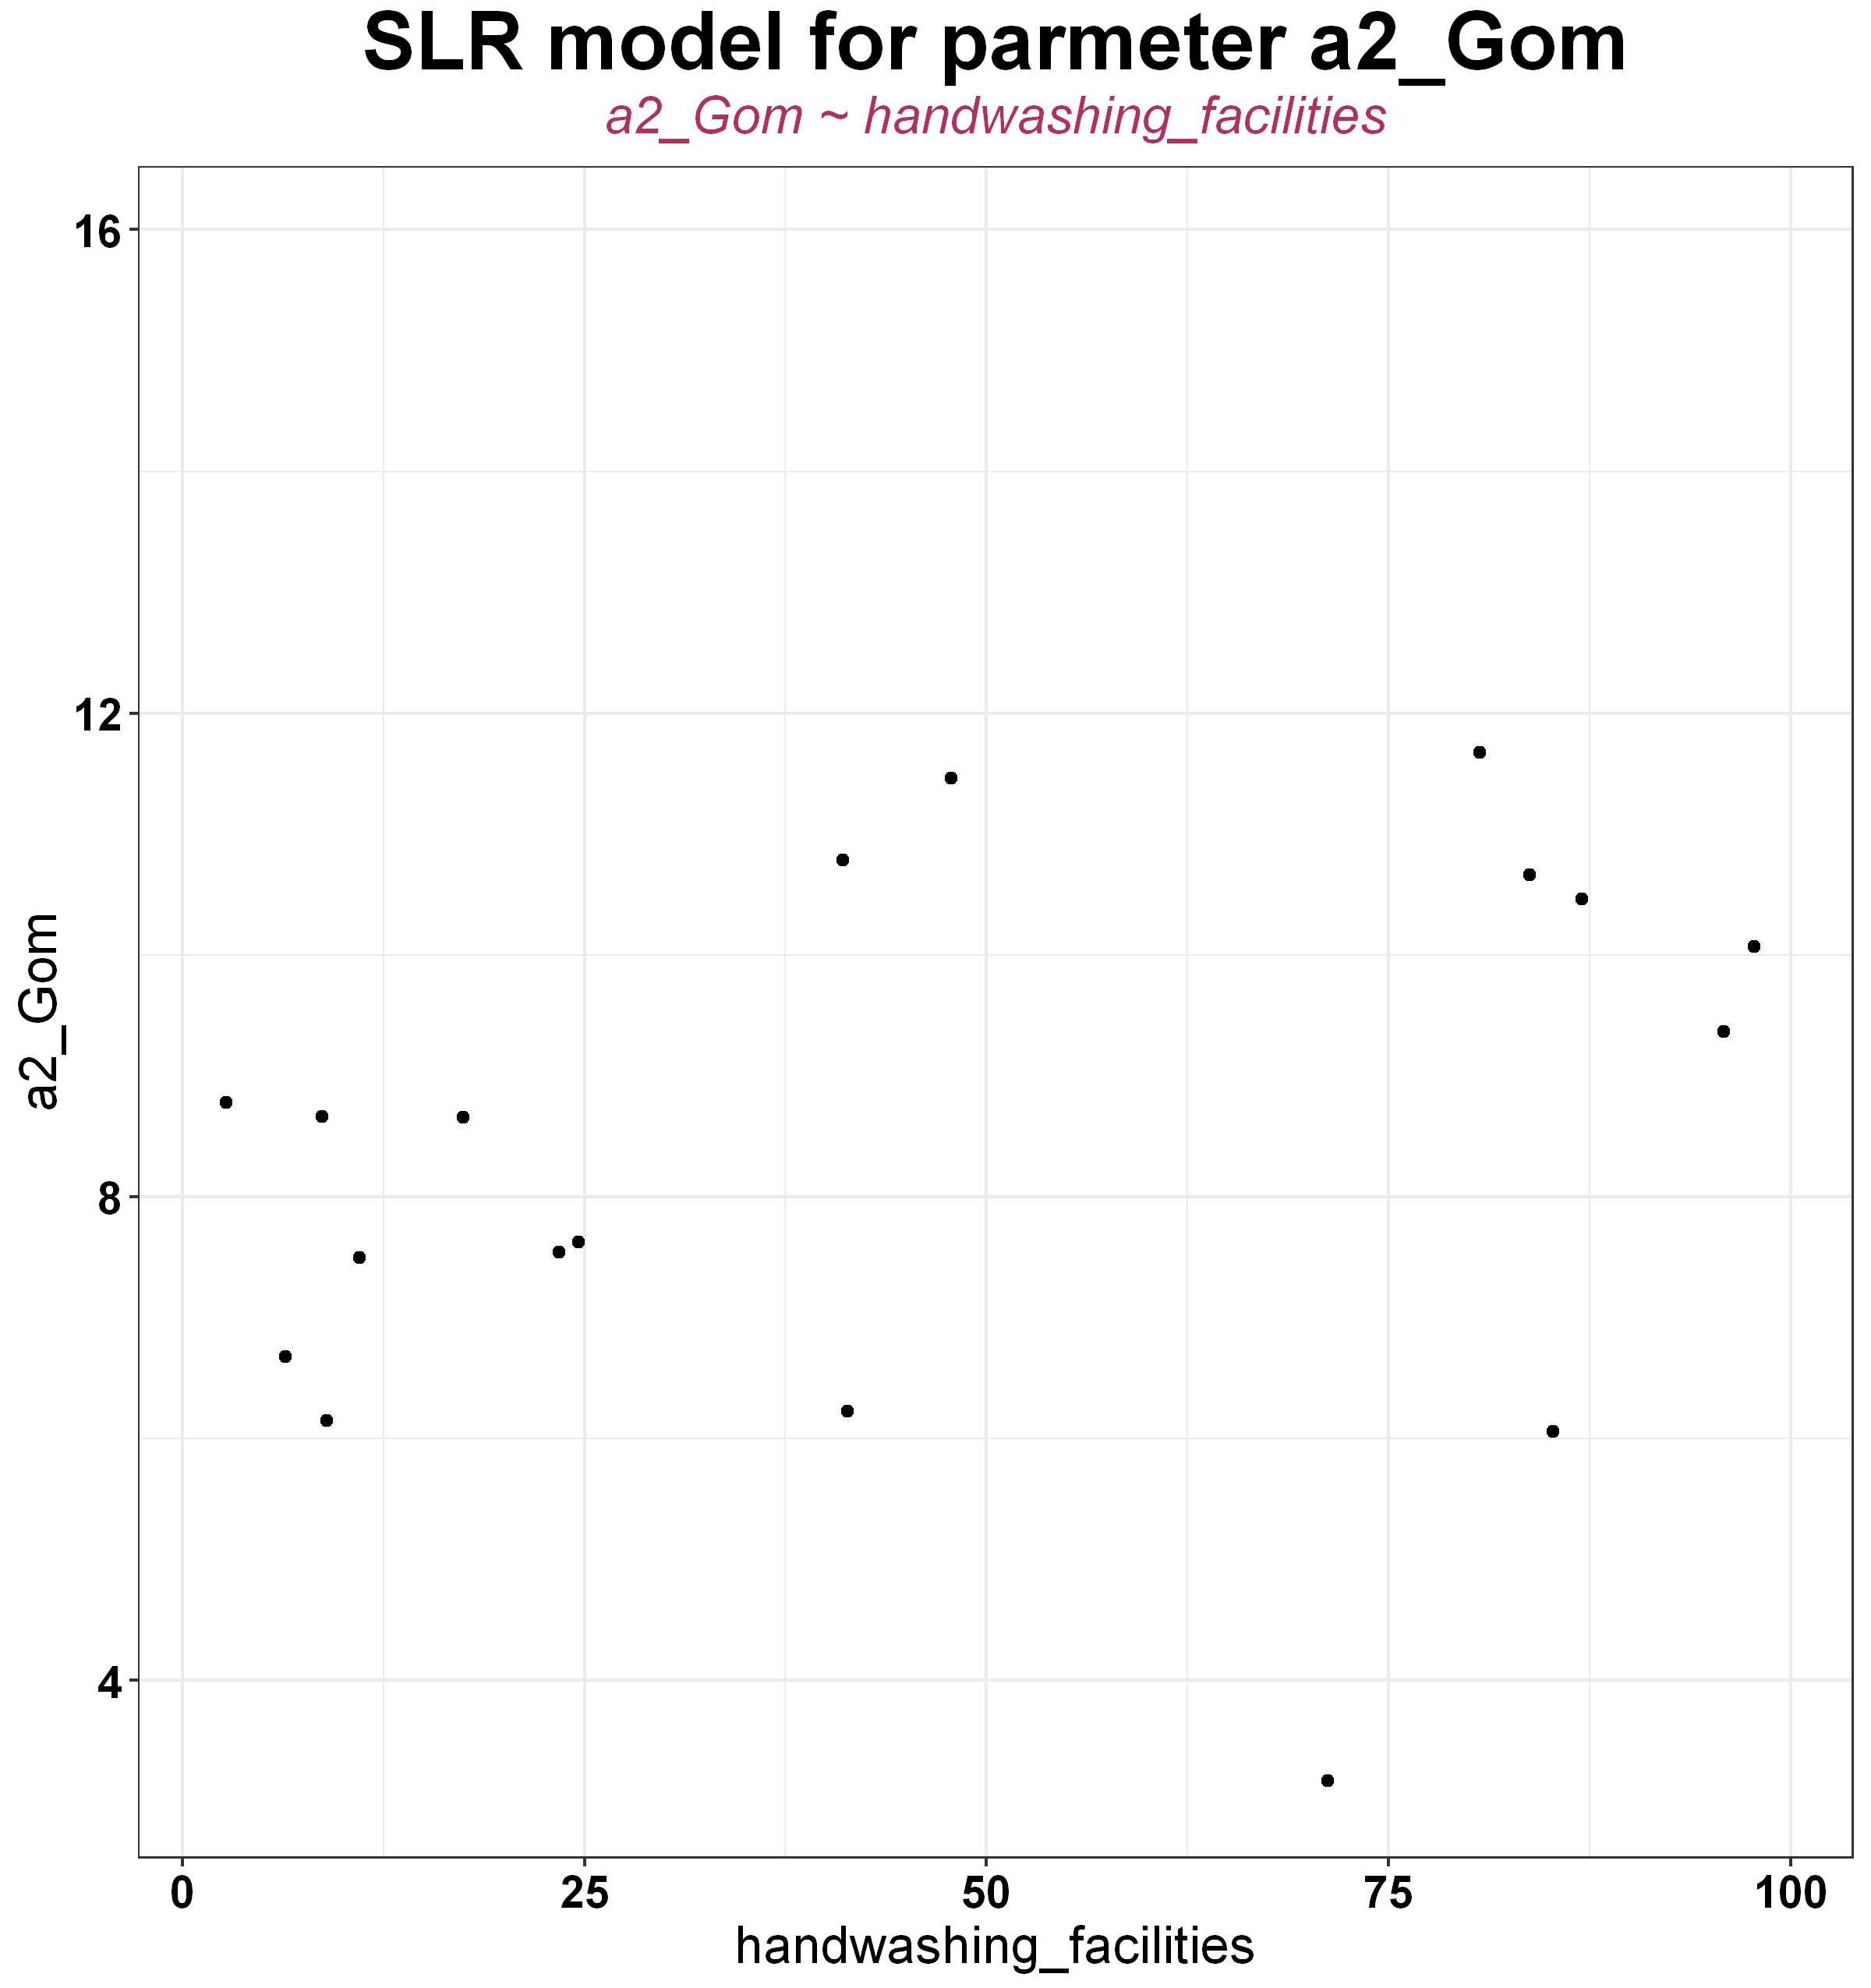 SLR model for parmeter a2_Gom
a2_Gom ~ handwashing_facilities
16
12
8
4
a2_Gom
0 25 50 75 100
handwashing_facilities